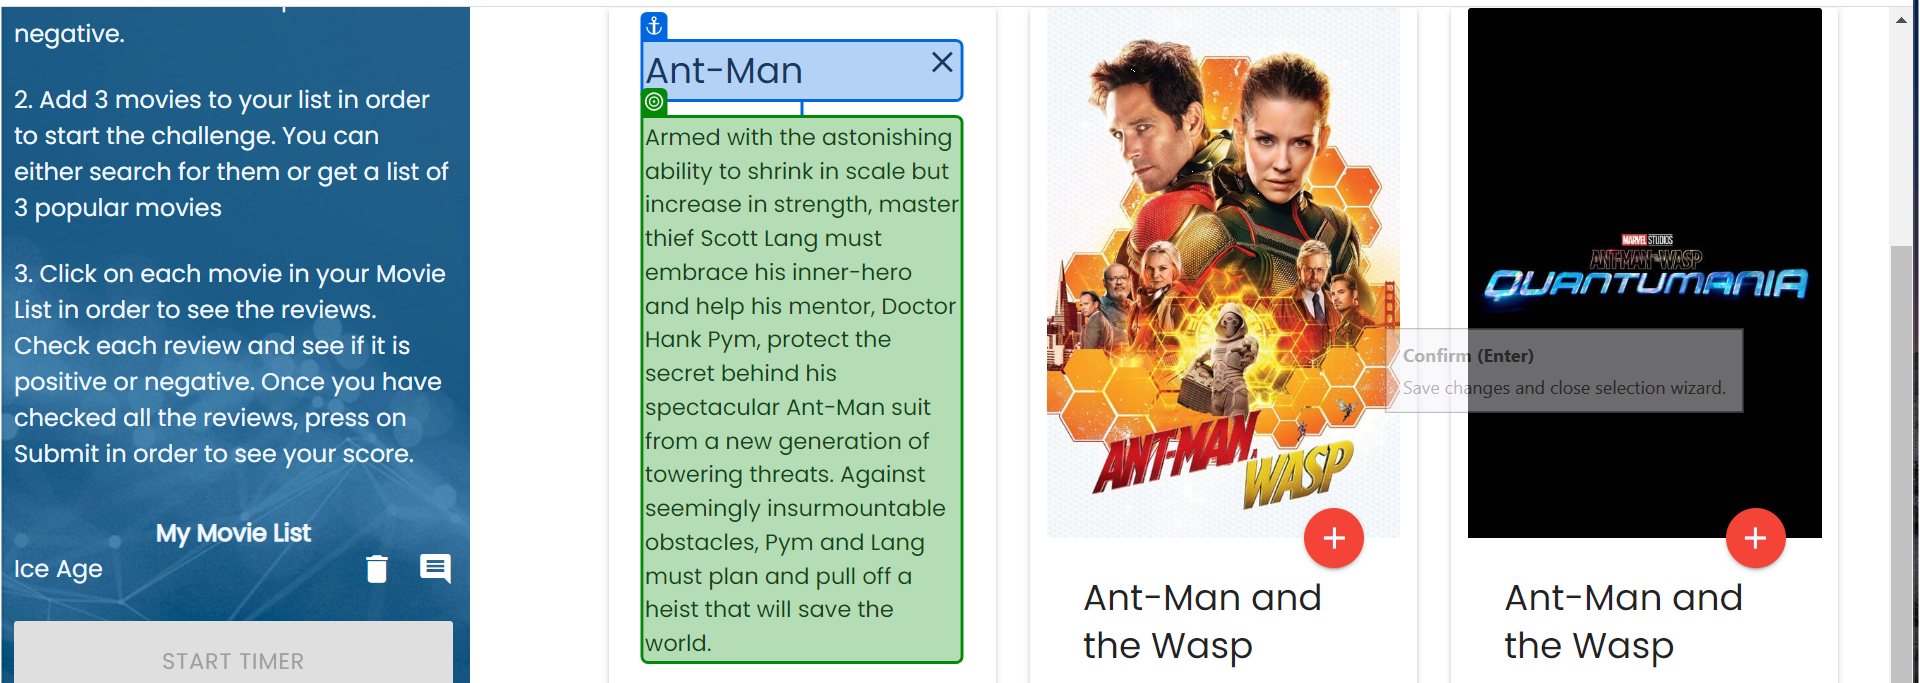 negative.
2. Add 3 movies to your list in order
to start the challenge. You can
either search for them or get a list of
3 popular movies
3. Click on each movie in your Movie
List in order to see the reviews.
Check each review and see if it is
positive or negative. Once you have
checked all the reviews, press on
Submit in order to see your score.
My Movie List
Ice Age
START TIMER
Ant-Man
Armed with the astonishing
ability to shrink in scale but
increase in strength, master
thief Scott Lang must
embrace his inner-hero
and help his mentor, Doctor
Hank Pym, protect the
secret behind his
spectacular Ant-Man suit
from a new generation of
towering threats. Against
seemingly insurmountable
obstacles, Pym and Lang
must plan and pull off a
heist that will save the
world.
ANT-MAN
WASP
Ant-Man and
the Wasp
MARVEL STUDIOS
ANT-MAN AND THE WASP
QUANTUMANIA
Confirm (Enter)
Save changes and close selection wizard.
Ant-Man and
the Wasp